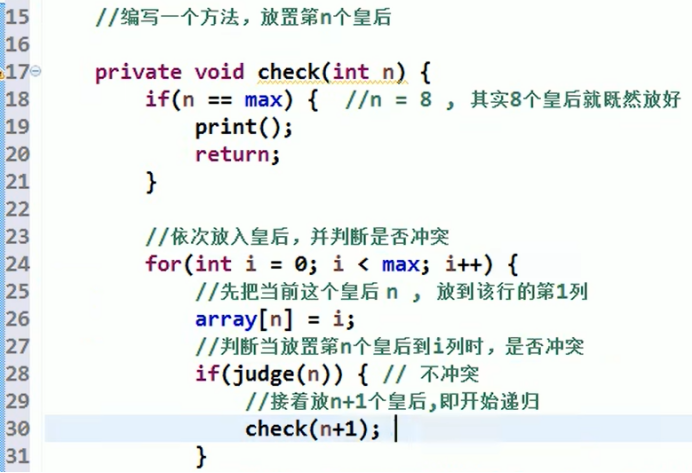 15 //编写一个方法，放置第n个皇后
16
17 private void check(int n) {
18 if(n == max) { //n = 8 , 其实8个皇后就既然放好
19 print();
20 return;
21 }
22
23 //依次放入皇后，并判断是否冲突
24 for(int i = 0; i < max; i++) {
25 //先把当前这个皇后 n , 放到该行的第1列
26 array[n] = i;
27 //判断当放置第n个皇后到i列时，是否冲突
28 if(judge(n)) { // 不冲突
29 //接着放n+1个皇后,即开始递归
30 check(n+1);
31 }